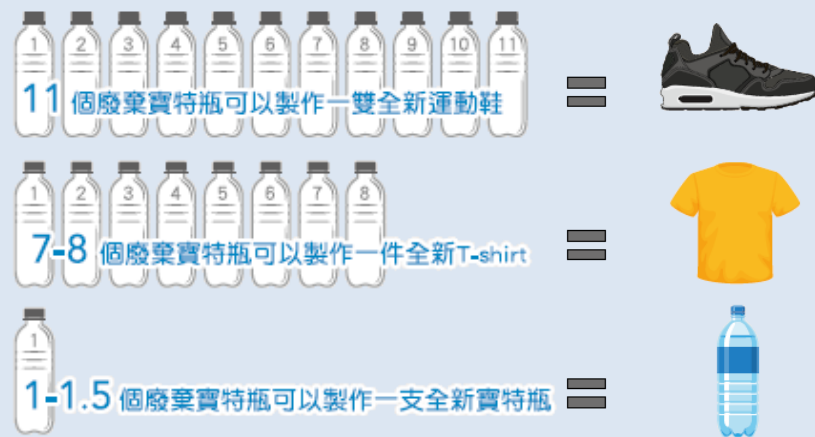 1 2 3 4 5 6 7 8 9 10 11
11 個廢棄寶特瓶可以製作一雙全新運動鞋
1 2 3 4 5 6 7 8
7-8 個廢棄寶特瓶可以製作一件全新T-shirt
1
1-1.5 個廢棄寶特瓶可以製作一支全新寶特瓶